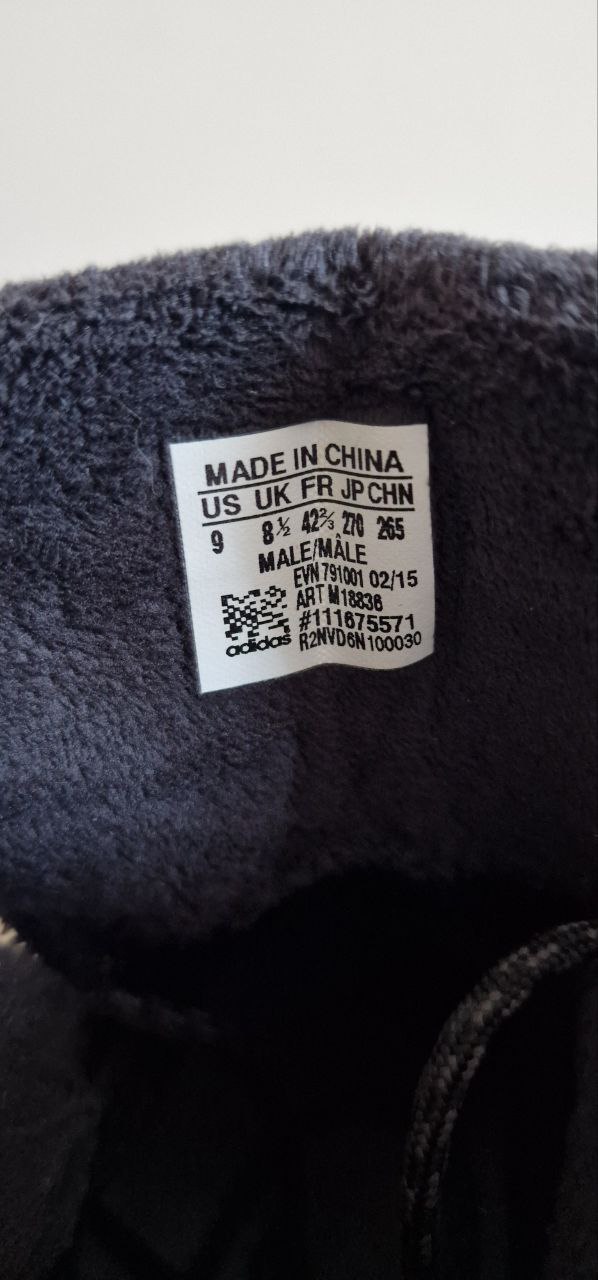 MADE IN CHINA
US UK FR JP CHN
9 8½ 42⅔ 270 265
MALE/MÂLE
EVN 791001 02/15
ART M18836
#111675571
adidas R2NVD6N100030